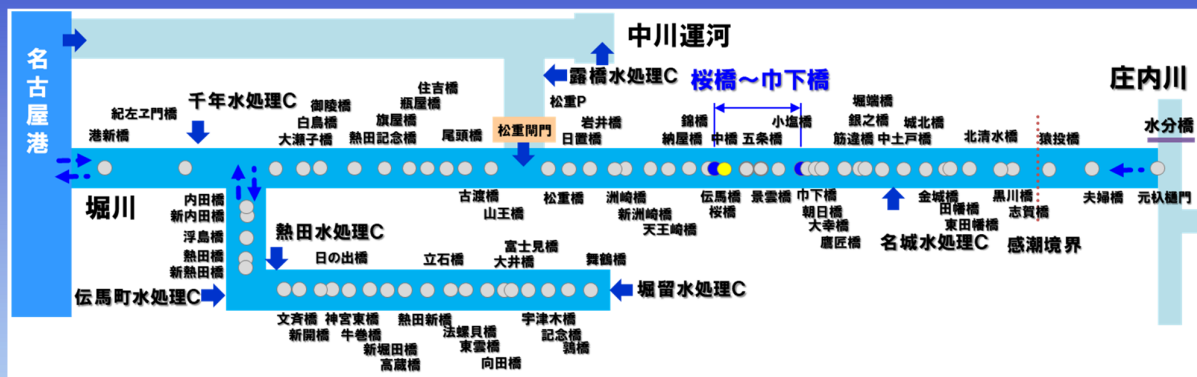 名古屋港
中川運河
庄内川
露橋水処理C
桜橋～巾下橋
千年水処理C
住吉橋
瓶屋橋
御陵橋
旗屋橋
白鳥橋
紀左ヱ門橋
港新橋
大瀬子橋
熱田記念橋
尾頭橋
松重閘門
松重P
岩井橋
日置橋
錦橋
納屋橋
中橋
五条橋
小塩橋
堀端橋
銀之橋
城北橋
筋違橋
中土戸橋
北清水橋
猿投橋
水分橋
堀川
内田橋
新内田橋
浮島橋
熱田橋
新熱田橋
古渡橋
山王橋
松重橋
洲崎橋
新洲崎橋
天王崎橋
伝馬橋
桜橋
景雲橋
巾下橋
朝日橋
大幸橋
鷹匠橋
名城水処理C
金城橋
田幡橋
東田幡橋
黒川橋
志賀橋
感潮境界
夫婦橋
元杁樋門
熱田水処理C
日の出橋
立石橋
富士見橋
大井橋
舞鶴橋
伝馬町水処理C
堀留水処理C
文斉橋
新開橋
神宮東橋
牛巻橋
新堀田橋
高蔵橋
熱田新橋
法螺貝橋
東雲橋
向田橋
宇津木橋
記念橋
鶉橋